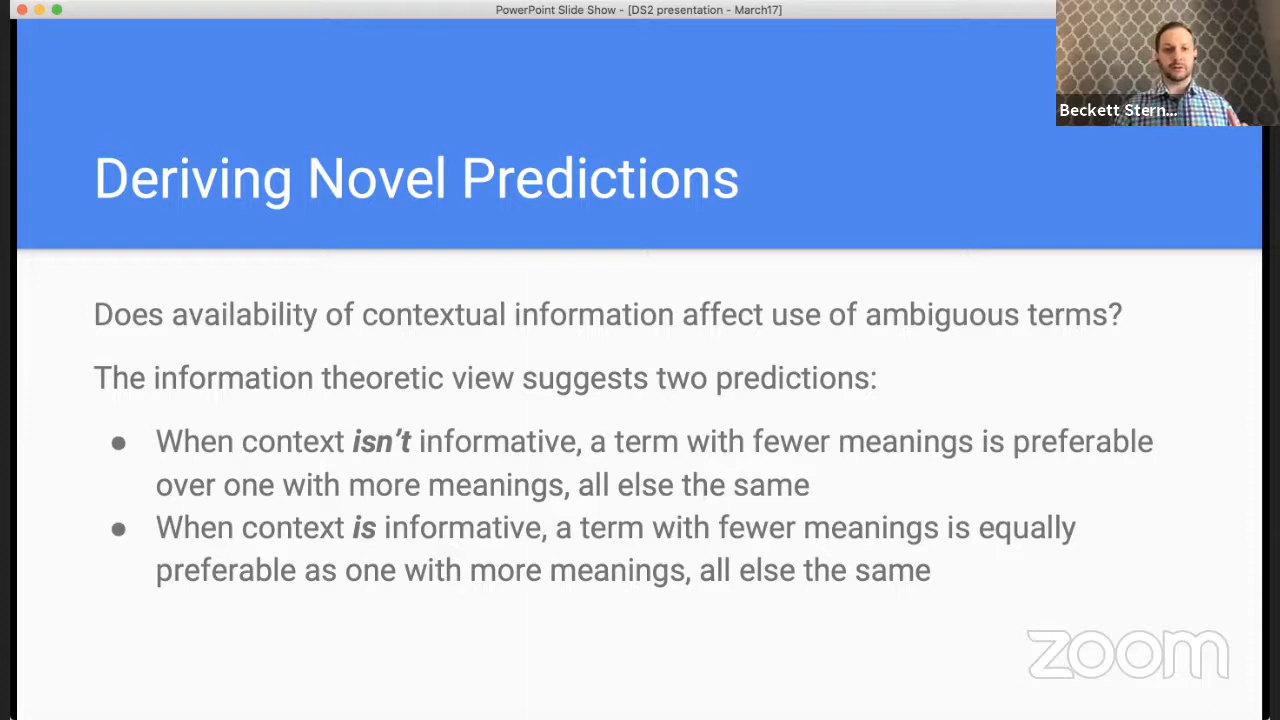 PowerPoint Slide Show - [DS2 presentation - March17]
Beckett Stern...
Deriving Novel Predictions
Does availability of contextual information affect use of ambiguous terms?
The information theoretic view suggests two predictions:
● When context isn’t informative, a term with fewer meanings is preferable
over one with more meanings, all else the same
● When context is informative, a term with fewer meanings is equally
preferable as one with more meanings, all else the same
zoom